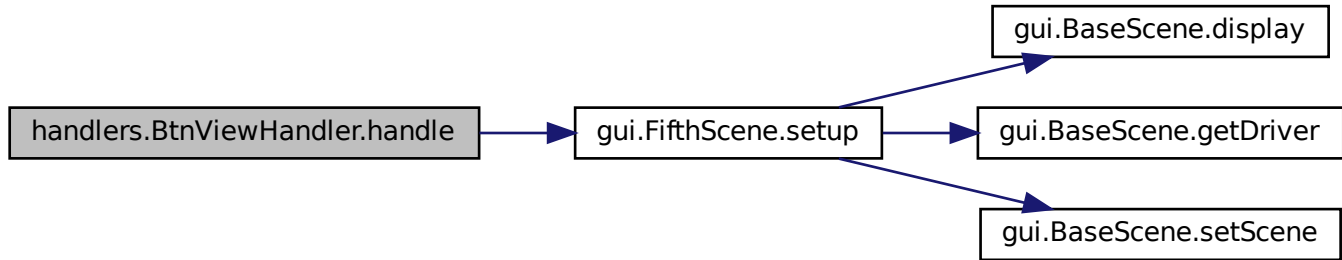 handlers.BtnViewHandler.handle
gui.FifthScene.setup
gui.BaseScene.display
gui.BaseScene.getDriver
gui.BaseScene.setScene